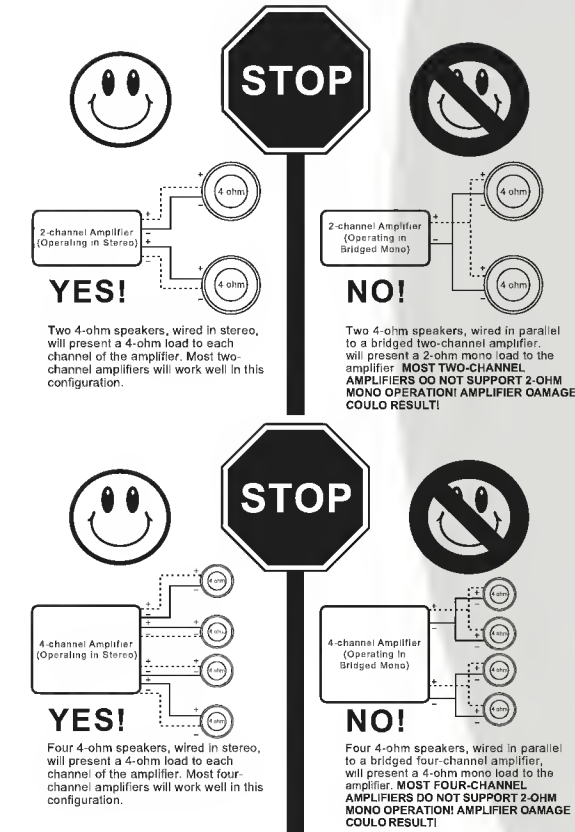 STOP
4 ohm
2-channel Amplifier
(Operating in Stereo)
+
-
+
-
+
-
+
-
4 ohm
YES!
Two 4-ohm speakers, wired in stereo,
will present a 4-ohm load to each
channel of the amplifier. Most two-
channel amplifiers will work well in this
configuration.
4 ohm
2-channel Amplifier
(Operating in
Bridged Mono)
+
-
+
-
+
-
4 ohm
NO!
Two 4-ohm speakers, wired in parallel
to a bridged two-channel amplifier.
will present a 2-ohm mono load to the
amplifier MOST TWO-CHANNEL
AMPLIFIERS OO NOT SUPPORT 2-OHM
MONO OPERATION! AMPLIFIER OAMAGE
COULO RESULT!
STOP
4 ohm
4 ohm
4-channel Amplifier
(Operating in Stereo)
4 ohm
4 ohm
YES!
Four 4-ohm speakers, wired in stereo,
will present a 4-ohm load to each
channel of the amplifier. Most four-
channel amplifiers will work well in this
configuration.
4 ohm
4 ohm
4-channel Amplifier
(Operating In
Bridged Mono)
4 ohm
4 ohm
NO!
Four 4-ohm speakers, wired in parallel
to a bridged four-channel amplifier,
will present a 4-ohm mono load to the
amplifier. MOST FOUR-CHANNEL
AMPLIFIERS DO NOT SUPPORT 2-OHM
MONO OPERATION! AMPLIFIER OAMAGE
COULO RESULT!